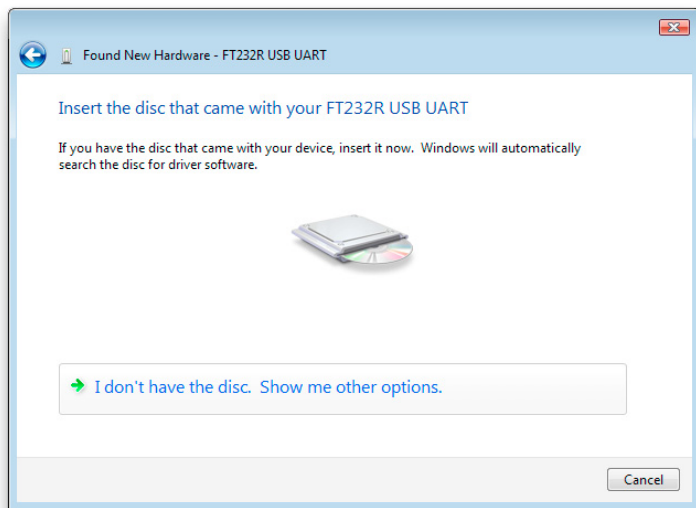 Found New Hardware - FT232R USB UART
Insert the disc that came with your FT232R USB UART
If you have the disc that came with your device, insert it now.  Windows will automatically
search the disc for driver software.
I don't have the disc.  Show me other options.
Cancel